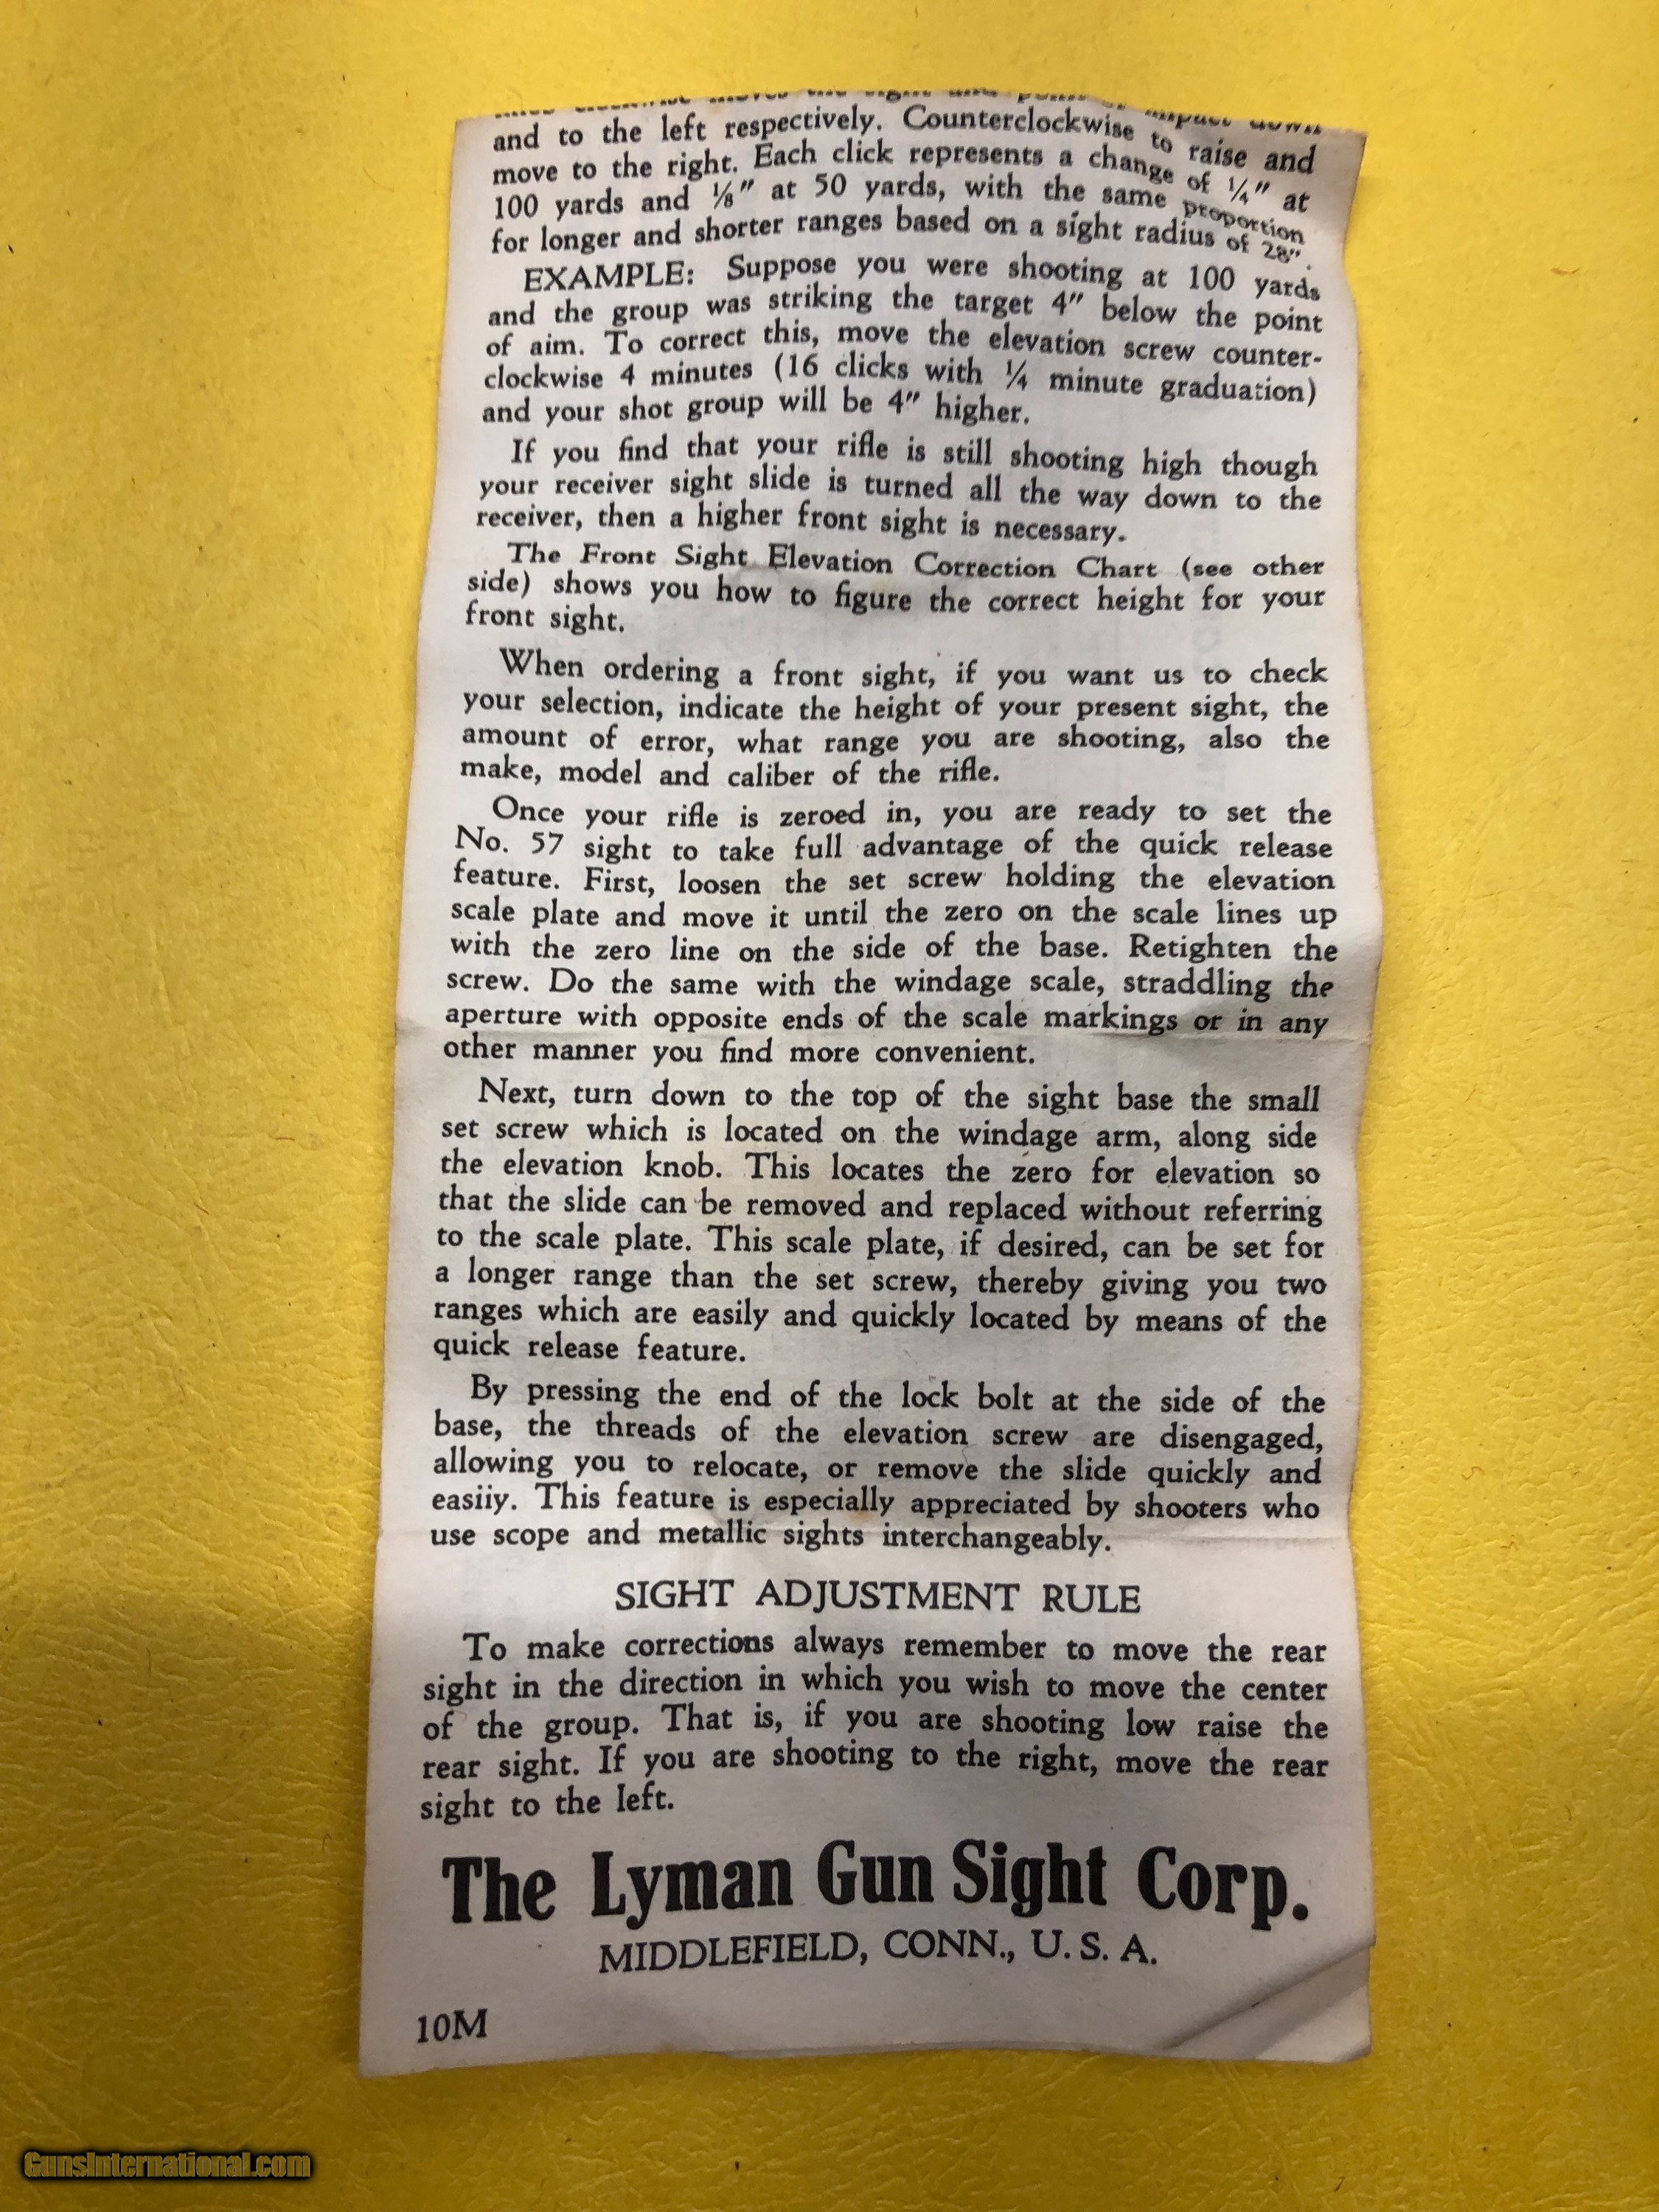 clockwise moves the sight and point of impact down
and to the left respectively. Counterclockwise to raise and
move to the right. Each click represents a change of ¼" at
100 yards and ⅛" at 50 yards, with the same proportion
for longer and shorter ranges based on a sight radius of 28".
EXAMPLE: Suppose you were shooting at 100 yards
and the group was striking the target 4" below the point
of aim. To correct this, move the elevation screw counter-
clockwise 4 minutes (16 clicks with ¼ minute graduation)
and your shot group will be 4" higher.
If you find that your rifle is still shooting high though
your receiver sight slide is turned all the way down to the
receiver, then a higher front sight is necessary.
The Front Sight Elevation Correction Chart (see other
side) shows you how to figure the correct height for your
front sight.
When ordering a front sight, if you want us to check
your selection, indicate the height of your present sight, the
amount of error, what range you are shooting, also the
make, model and caliber of the rifle.
Once your rifle is zeroed in, you are ready to set the
No. 57 sight to take full advantage of the quick release
feature. First, loosen the set screw holding the elevation
scale plate and move it until the zero on the scale lines up
with the zero line on the side of the base. Retighten the
screw. Do the same with the windage scale, straddling the
aperture with opposite ends of the scale markings or in any
other manner you find more convenient.
Next, turn down to the top of the sight base the small
set screw which is located on the windage arm, along side
the elevation knob. This locates the zero for elevation so
that the slide can be removed and replaced without referring
to the scale plate. This scale plate, if desired, can be set for
a longer range than the set screw, thereby giving you two
ranges which are easily and quickly located by means of the
quick release feature.
By pressing the end of the lock bolt at the side of the
base, the threads of the elevation screw are disengaged,
allowing you to relocate, or remove the slide quickly and
easiiy. This feature is especially appreciated by shooters who
use scope and metallic sights interchangeably.
SIGHT ADJUSTMENT RULE
To make corrections always remember to move the rear
sight in the direction in which you wish to move the center
of the group. That is, if you are shooting low raise the
rear sight. If you are shooting to the right, move the rear
sight to the left.
The Lyman Gun Sight Corp.
MIDDLEFIELD, CONN., U. S. A.
10M
GunsInternational.com